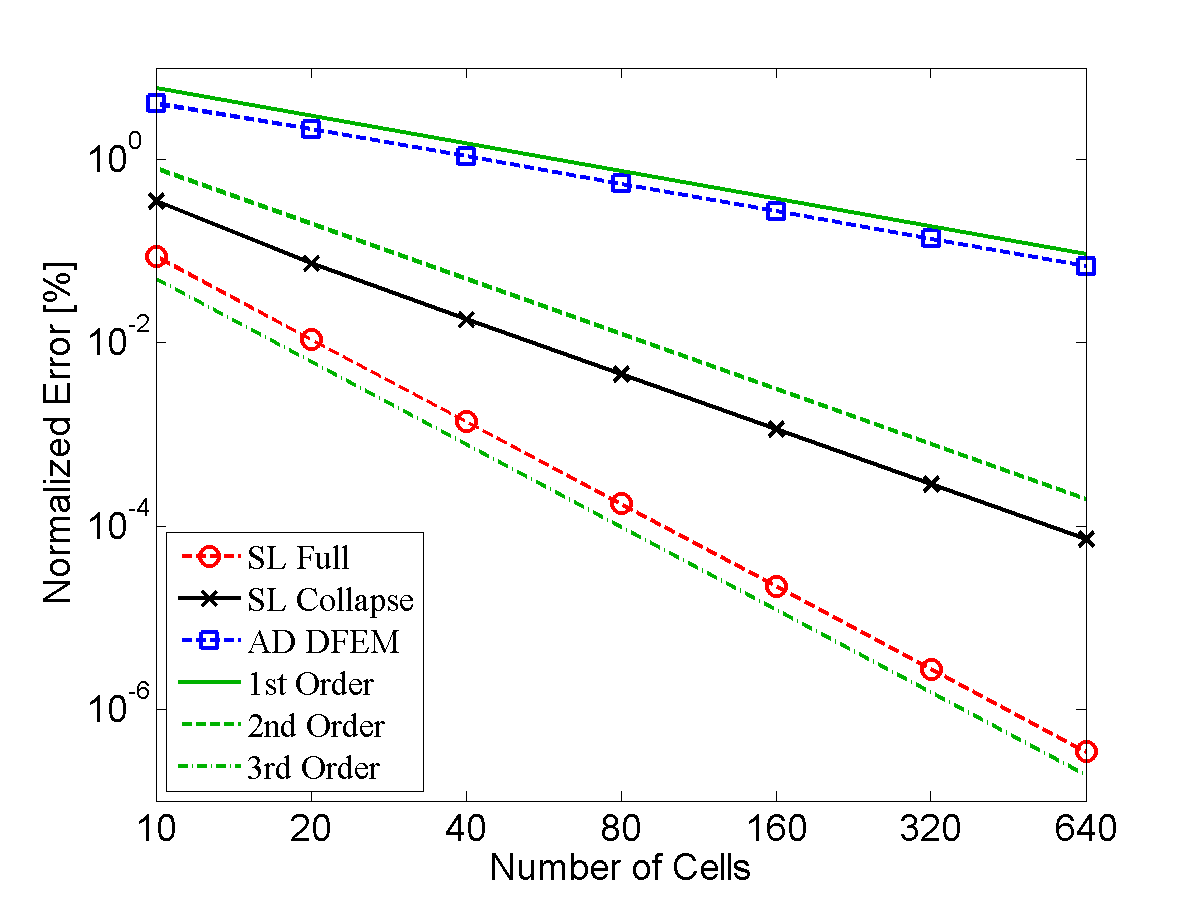 10^0
10^-2
10^-4
10^-6
Normalized Error [%]
SL Full
SL Collapse
AD DFEM
1st Order
2nd Order
3rd Order
10 20 40 80 160 320 640
Number of Cells